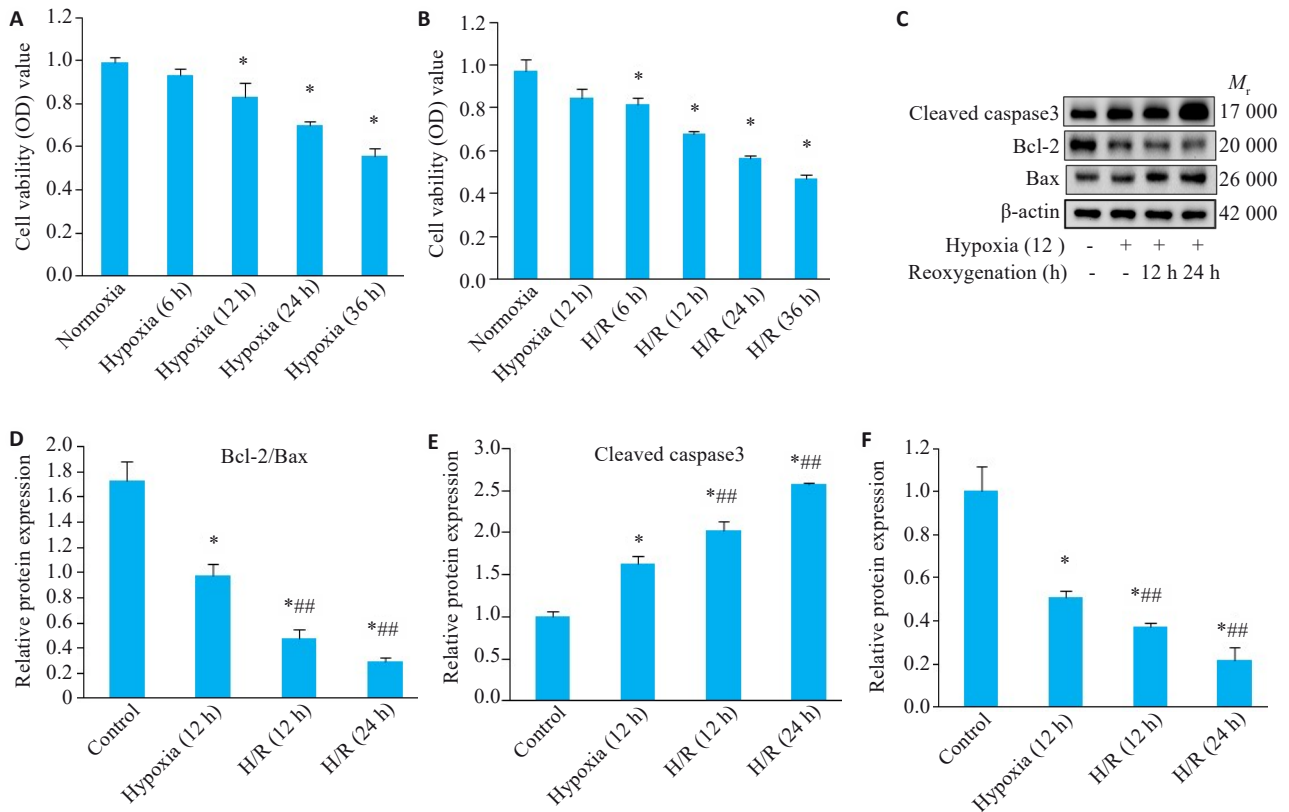 A
Cell vability (OD) value
1.2
1.0
0.8
0.6
0.4
0.2
0.0
*
*
*
Normoxia
Hypoxia (6 h)
Hypoxia (12 h)
Hypoxia (24 h)
Hypoxia (36 h)
B
Cell vability (OD) value
1.2
1.0
0.8
0.6
0.4
0.2
0.0
*
*
*
*
Normoxia
Hypoxia (12 h)
H/R (6 h)
H/R (12 h)
H/R (24 h)
H/R (36 h)
C
Mr
Cleaved caspase3 17 000
Bcl-2 20 000
Bax 26 000
β-actin 42 000
Hypoxia (12 ) - + + +
Reoxygenation (h) - - 12 h 24 h
D
Relative protein expression
Bcl-2/Bax
2.0
1.8
1.6
1.4
1.2
1.0
0.8
0.6
0.4
0.2
0
*
*##
*##
Control
Hypoxia (12 h)
H/R (12 h)
H/R (24 h)
E
Relative protein expression
Cleaved caspase3
3.0
2.5
2.0
1.5
1.0
0.5
0.0
*
*##
*##
Control
Hypoxia (12 h)
H/R (12 h)
H/R (24 h)
F
Relative protein expression
1.2
1.0
0.8
0.6
0.4
0.2
0.0
*
*##
*##
Control
Hypoxia (12 h)
H/R (12 h)
H/R (24 h)